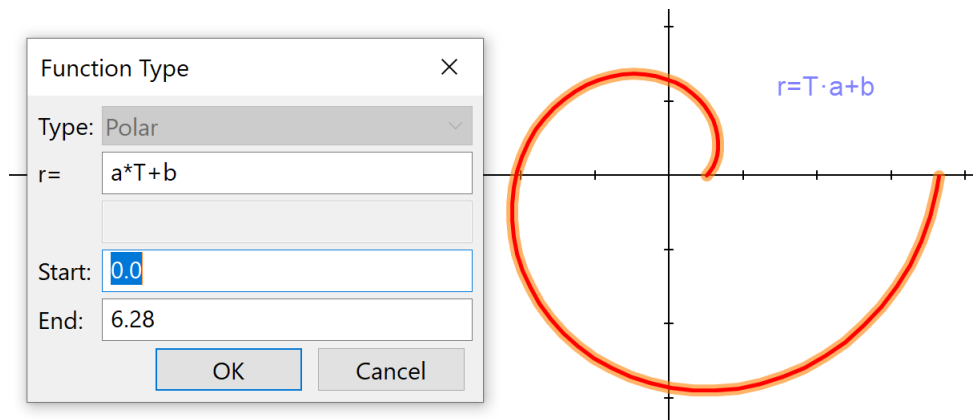 Function Type
Type: Polar
r= a*T+b
Start: 0.0
End: 6.28
OK Cancel
r=T·a+b